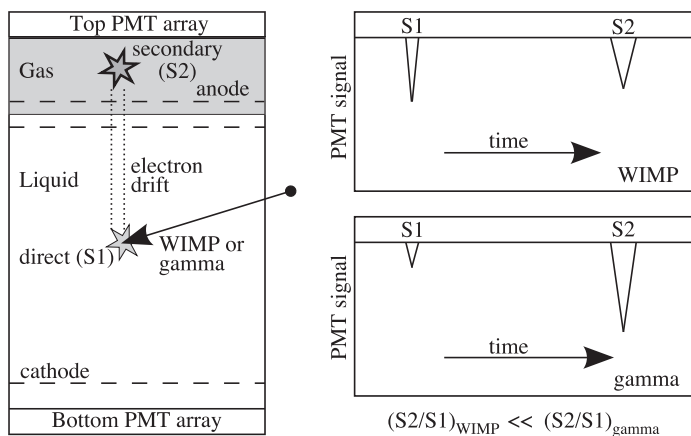 Top PMT array
secondary
(S2)
Gas
anode
electron
drift
Liquid
WIMP or
gamma
direct (S1)
cathode
Bottom PMT array
S1
S2
PMT signal
time
WIMP
S1
S2
PMT signal
time
gamma
(S2/S1)WIMP << (S2/S1)gamma